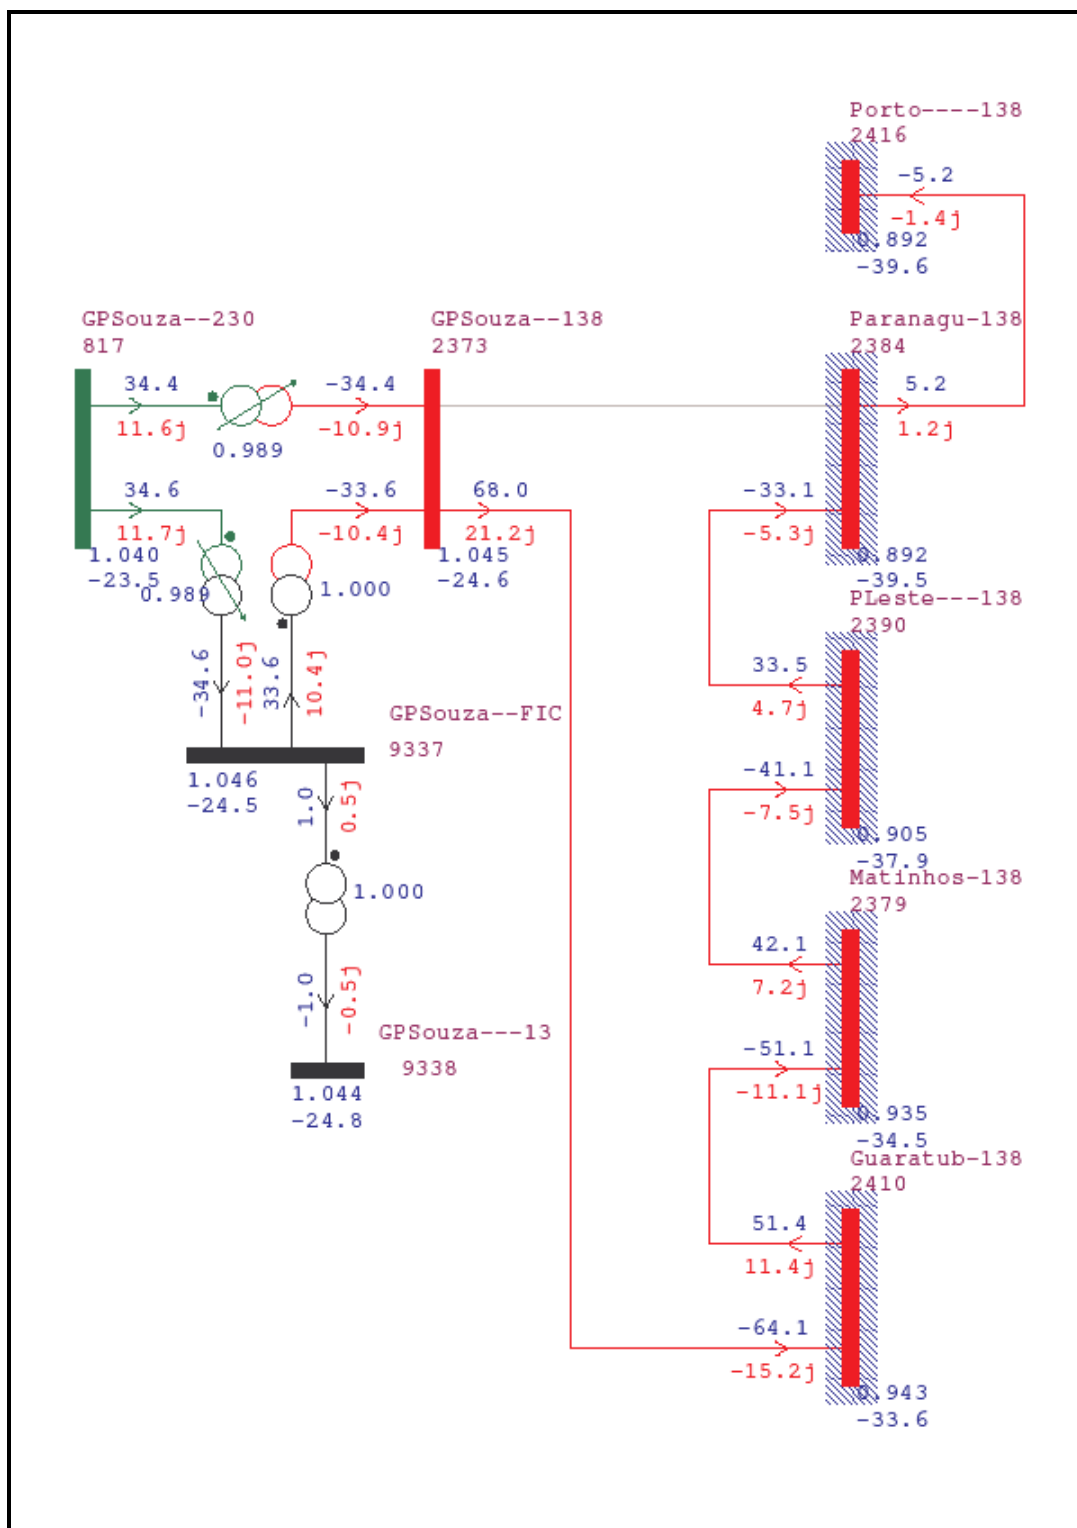 Porto----138
2416
-5.2
-1.4j
0.892
-39.6
GPSouza--230
817
GPSouza--138
2373
Paranagu-138
2384
34.4
11.6j
0.989
-34.4
-10.9j
5.2
1.2j
34.6
11.7j
-33.6
-10.4j
68.0
21.2j
-33.1
-5.3j
1.040
-23.5
0.989
1.000
1.045
-24.6
0.892
-39.5
PLeste---138
2390
-34.6
-11.0j
33.6
10.4j
33.5
4.7j
GPSouza--FIC
9337
1.046
-24.5
-41.1
-7.5j
1.0
0.5j
0.905
-37.9
Matinhos-138
2379
1.000
42.1
7.2j
-1.0
-0.5j
GPSouza---13
9338
1.044
-24.8
-51.1
-11.1j
0.935
-34.5
Guaratub-138
2410
51.4
11.4j
-64.1
-15.2j
0.943
-33.6